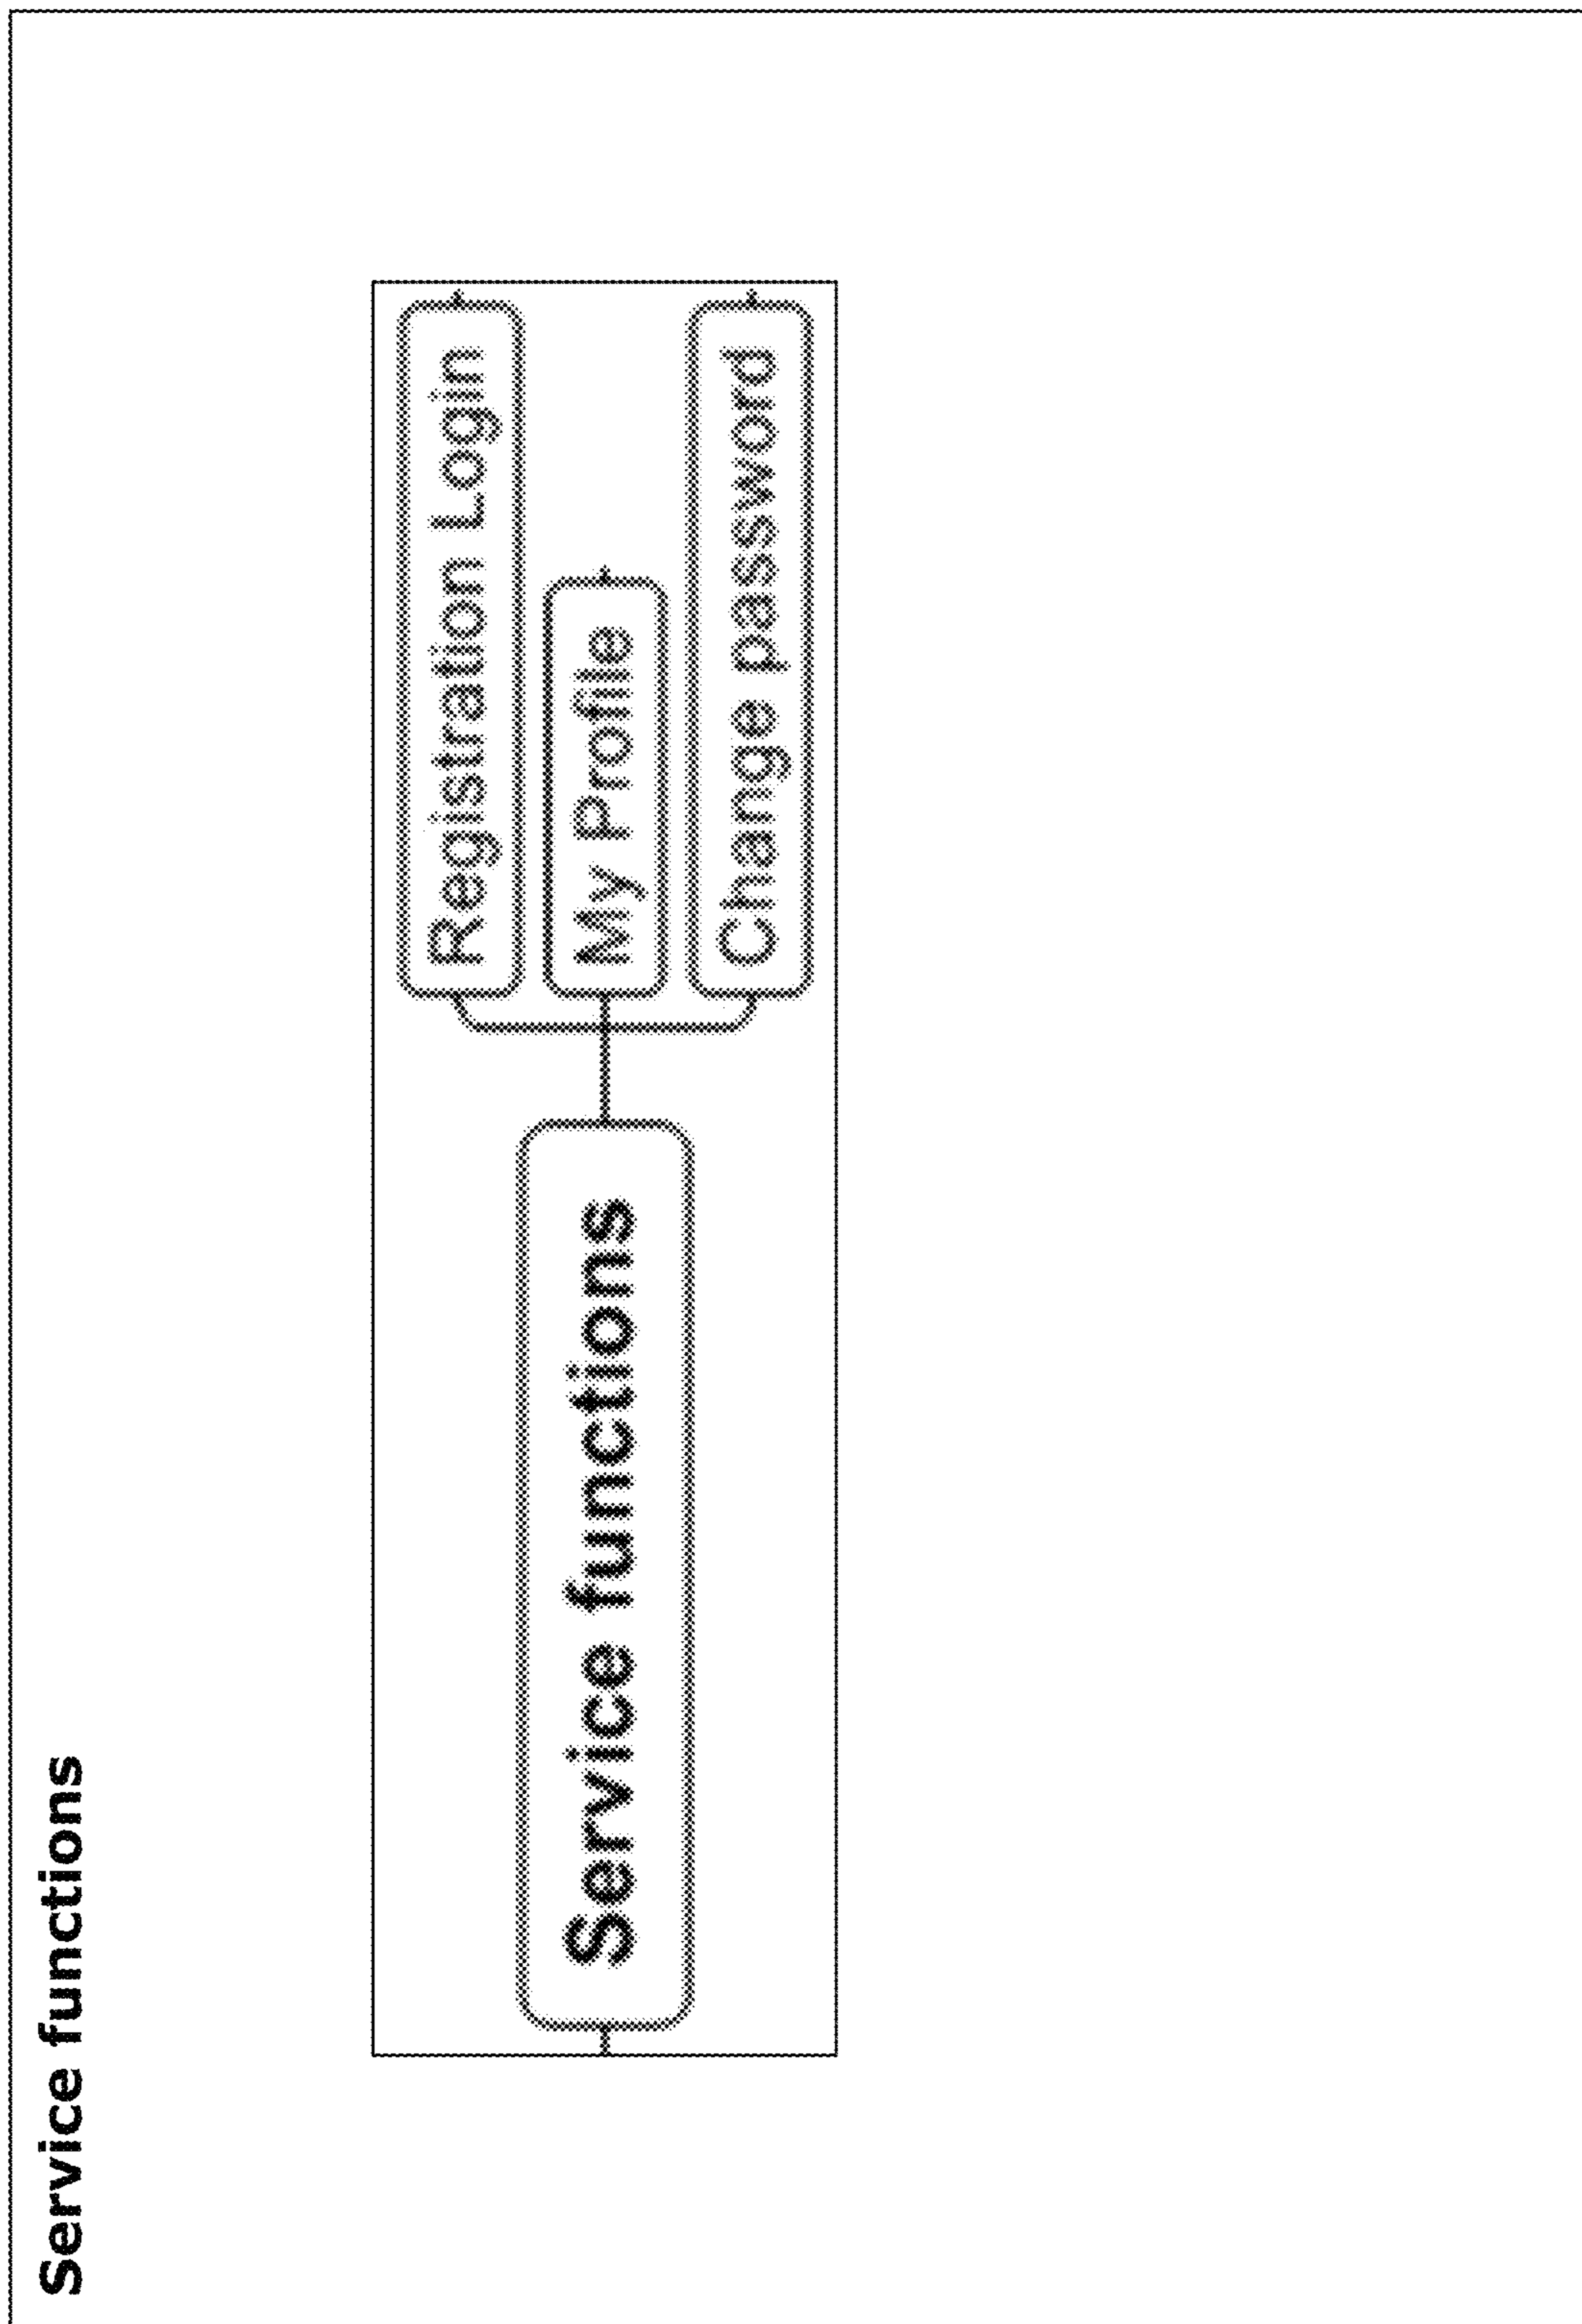 Service functions
Service functions
Registration Login
My Profile
Change password